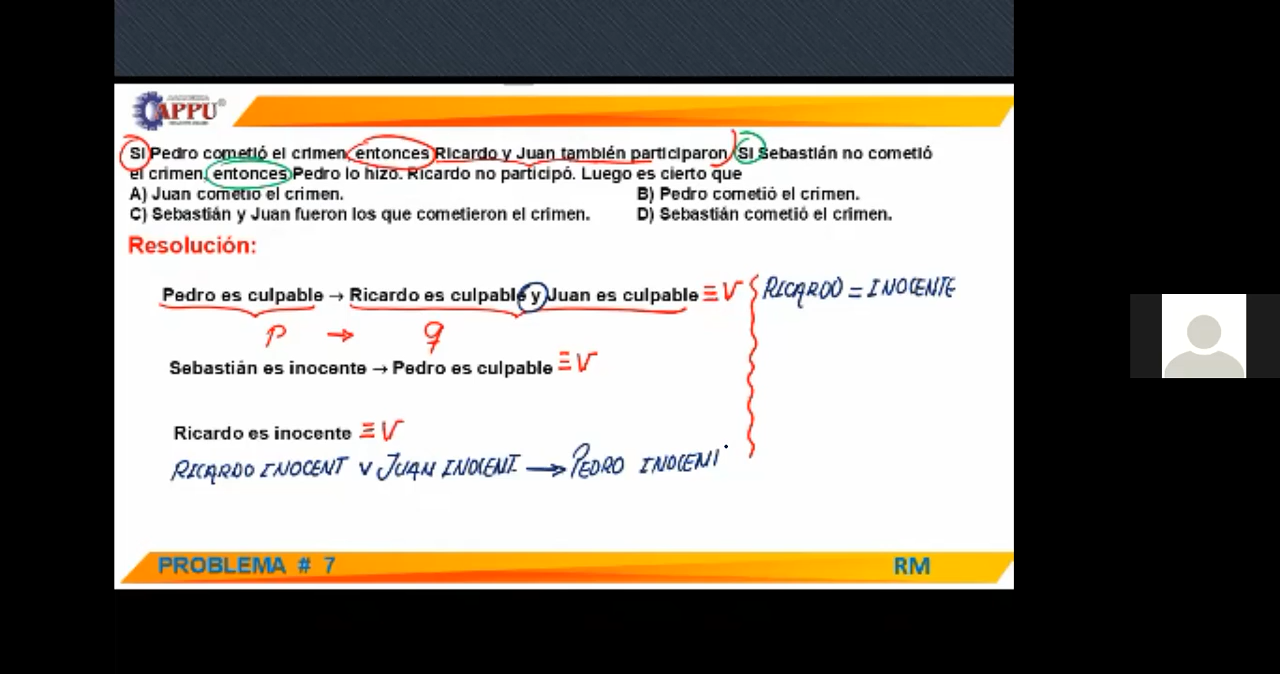 APPU
Si Pedro cometió el crimen, entonces Ricardo y Juan también participaron. Si Sebastián no cometió
el crimen, entonces Pedro lo hizo. Ricardo no participó. Luego es cierto que
A) Juan cometió el crimen. B) Pedro cometió el crimen.
C) Sebastián y Juan fueron los que cometieron el crimen. D) Sebastián cometió el crimen.
Resolución:
Pedro es culpable → Ricardo es culpable y Juan es culpable ≡ V RICARDO = INOCENTE
p → q
Sebastián es inocente → Pedro es culpable ≡ V
Ricardo es inocente ≡ V
RICARDO INOCENT v JUAN INOCENT → PEDRO INOCENT
PROBLEMA # 7 RM